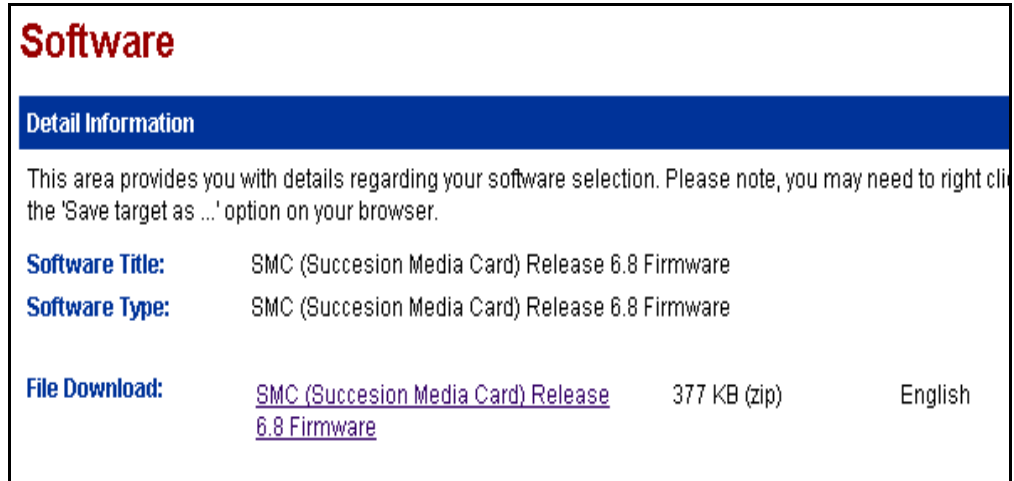 Software
Detail Information
This area provides you with details regarding your software selection. Please note, you may need to right cli
the 'Save target as ...' option on your browser.
Software Title: SMC (Succesion Media Card) Release 6.8 Firmware
Software Type: SMC (Succesion Media Card) Release 6.8 Firmware
File Download: SMC (Succesion Media Card) Release 377 KB (zip) English
6.8 Firmware